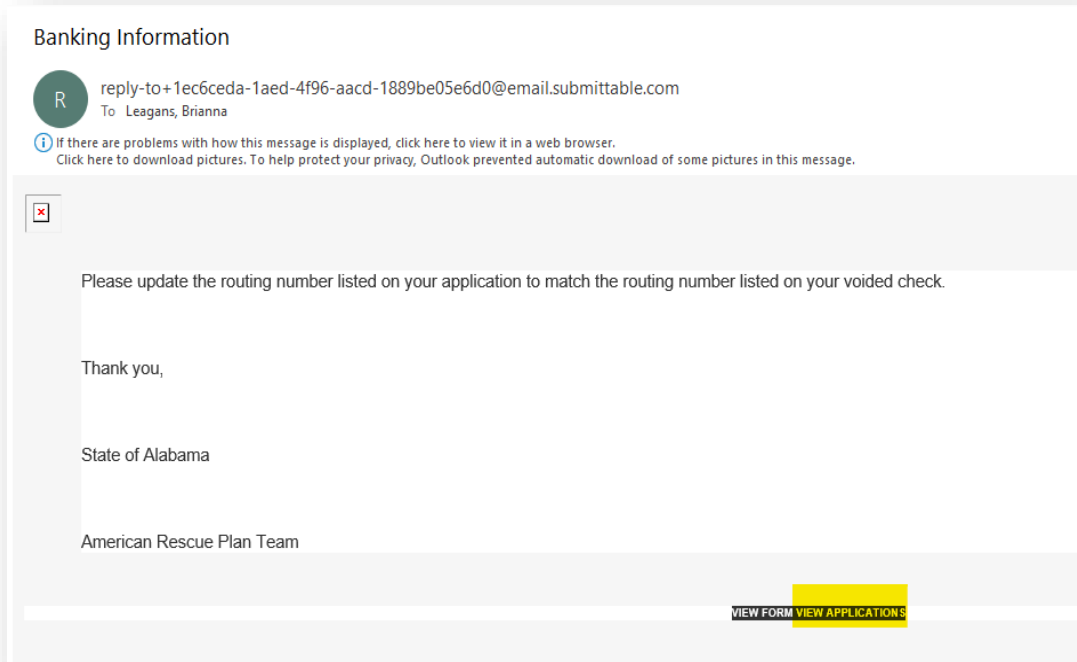 Banking Information
R
reply-to+1ec6ceda-1aed-4f96-aacd-1889be05e6d0@email.submittable.com
To Leagans, Brianna
If there are problems with how this message is displayed, click here to view it in a web browser.
Click here to download pictures. To help protect your privacy, Outlook prevented automatic download of some pictures in this message.
Please update the routing number listed on your application to match the routing number listed on your voided check.
Thank you,
State of Alabama
American Rescue Plan Team
VIEW FORM VIEW APPLICATIONS